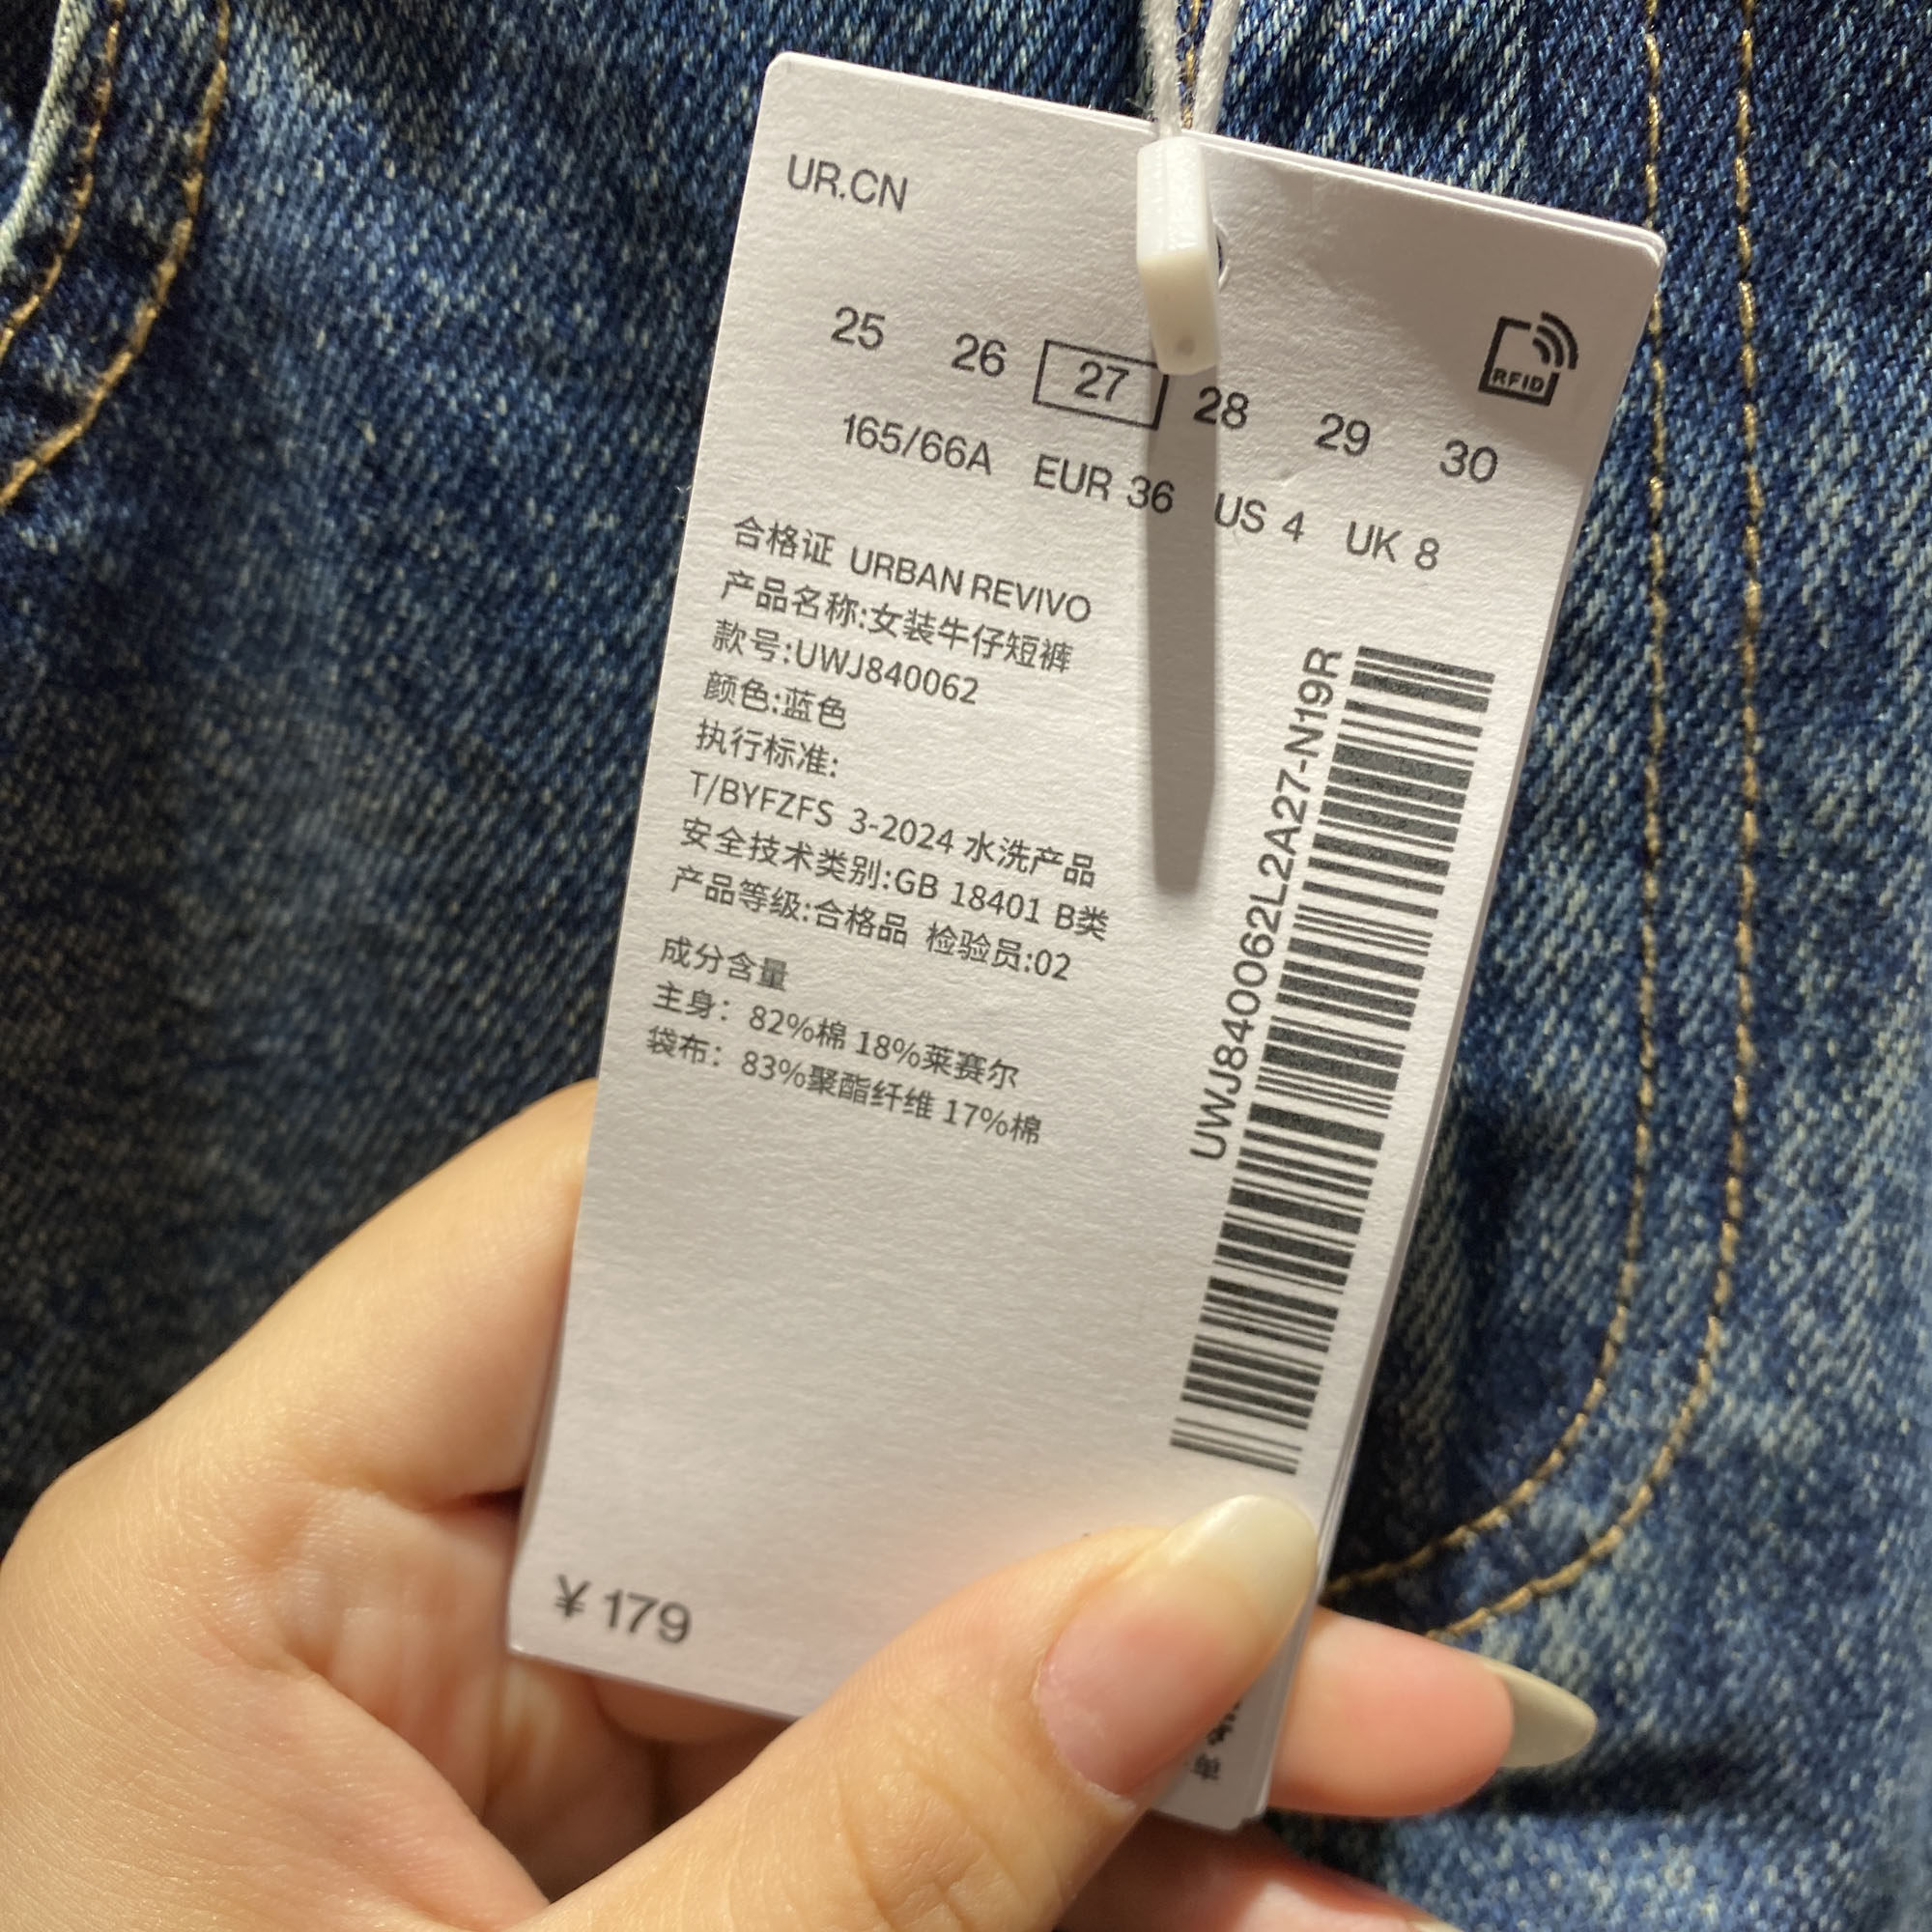 UR.CN
RFID
25 26 27 28 29 30
165/66A EUR 36 US 4 UK 8
合格证 URBAN REVIVO
产品名称:女装牛仔短裤
款号:UWJ840062
颜色:蓝色
执行标准:
T/BYFZFS 3-2024 水洗产品
安全技术类别:GB 18401 B类
产品等级:合格品 检验员:02
成分含量
主身：82%棉 18%莱赛尔
袋布：83%聚酯纤维 17%棉
UWJ840062L2A27-N19R
¥ 179